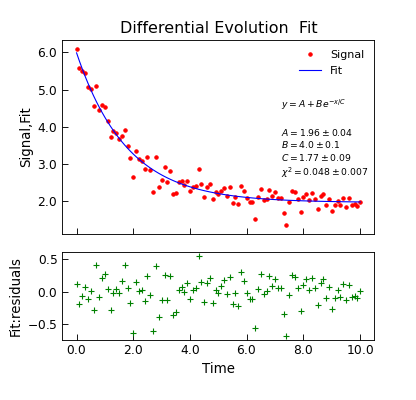 Differential Evolution  Fit
Signal
Fit
y = A + Be^{-x/C}
A = 1.96 ± 0.04
B = 4.0 ± 0.1
C = 1.77 ± 0.09
χ² = 0.048 ± 0.007
Signal,Fit
6.0
5.0
4.0
3.0
2.0
Fit:residuals
0.5
0.0
−0.5
0.0 2.0 4.0 6.0 8.0 10.0
Time